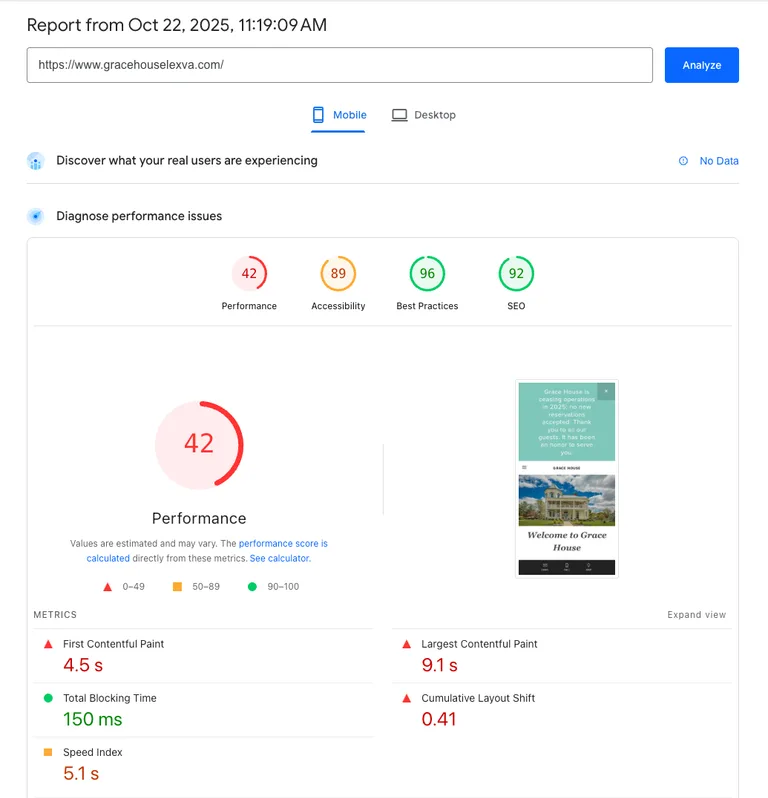 Report from Oct 22, 2025, 11:19:09 AM
https://www.gracehouselexva.com/
Analyze
Mobile
Desktop
Discover what your real users are experiencing
No Data
Diagnose performance issues
42
89
96
92
Performance
Accessibility
Best Practices
SEO
42
Performance
Values are estimated and may vary. The performance score is
calculated directly from these metrics. See calculator.
0–49
50–89
90–100
Grace House is
ceasing operations
in 2025; no new
reservations
accepted. Thank
you to all our
guests. It has been
an honor to serve
you.
GRACE HOUSE
Welcome to Grace
House
METRICS
Expand view
First Contentful Paint
4.5 s
Largest Contentful Paint
9.1 s
Total Blocking Time
150 ms
Cumulative Layout Shift
0.41
Speed Index
5.1 s